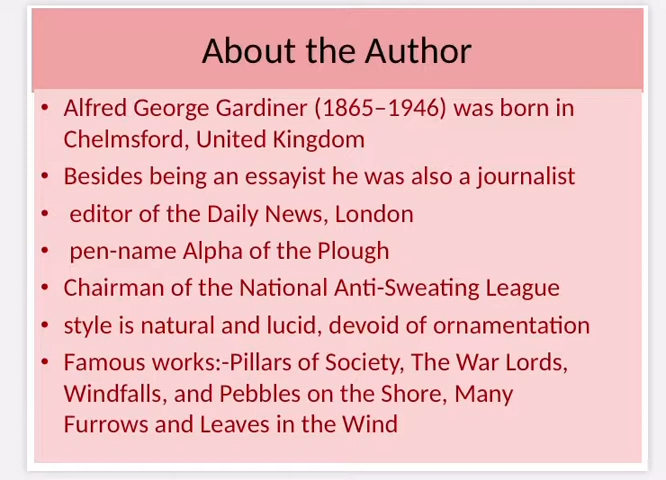 About the Author
• Alfred George Gardiner (1865–1946) was born in
Chelmsford, United Kingdom
• Besides being an essayist he was also a journalist
• editor of the Daily News, London
• pen-name Alpha of the Plough
• Chairman of the National Anti-Sweating League
• style is natural and lucid, devoid of ornamentation
• Famous works:-Pillars of Society, The War Lords,
Windfalls, and Pebbles on the Shore, Many
Furrows and Leaves in the Wind